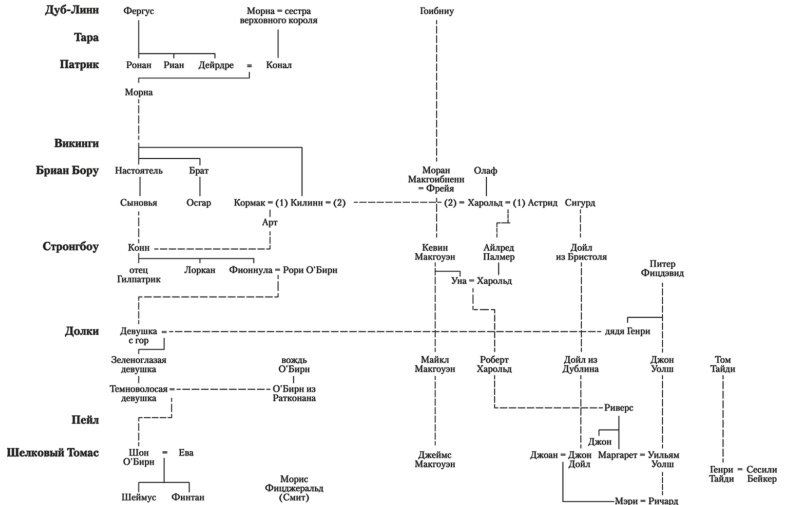 Дуб-Линн Фергус Морна = сестра Гоибниу
верховного короля
Тара
Патрик Ронан Риан Дейрдре = Конал
Морна
Викинги
Бриан Бору Настоятель Брат Моран Олаф
Макгоибненн
= Фрейя
Сыновья Осгар Кормак = (1) Килинн = (2) (2) = Харольд = (1) Астрид Сигурд
Арт
Стронгбоу Конн Кевин Айлред Дойл
Макгоуэн Палмер из Бристоля
Питер
Фицдэвид
отец Лоркан Фионнула = Рори О’Бирн
Гилпатрик
Уна = Харольд
Долки Девушка = дядя Генри
с гор
Зеленоглазая вождь Майкл Роберт Дойл из Джон Том
девушка О’Бирн Макгоуэн Харольд Дублина Уолш Тайди
Темноволосая = О’Бирн из
девушка Ратконана
Риверс
Пейл
Джон
Шелковый Томас Шон = Ева Джеймс Джоан = Джон Маргарет = Уильям
О’Бирн Макгоуэн Дойл Уолш
Генри = Сесили
Тайди Бейкер
Морис
Фицджеральд
(Смит)
Шеймус Финтан
Мэри = Ричард